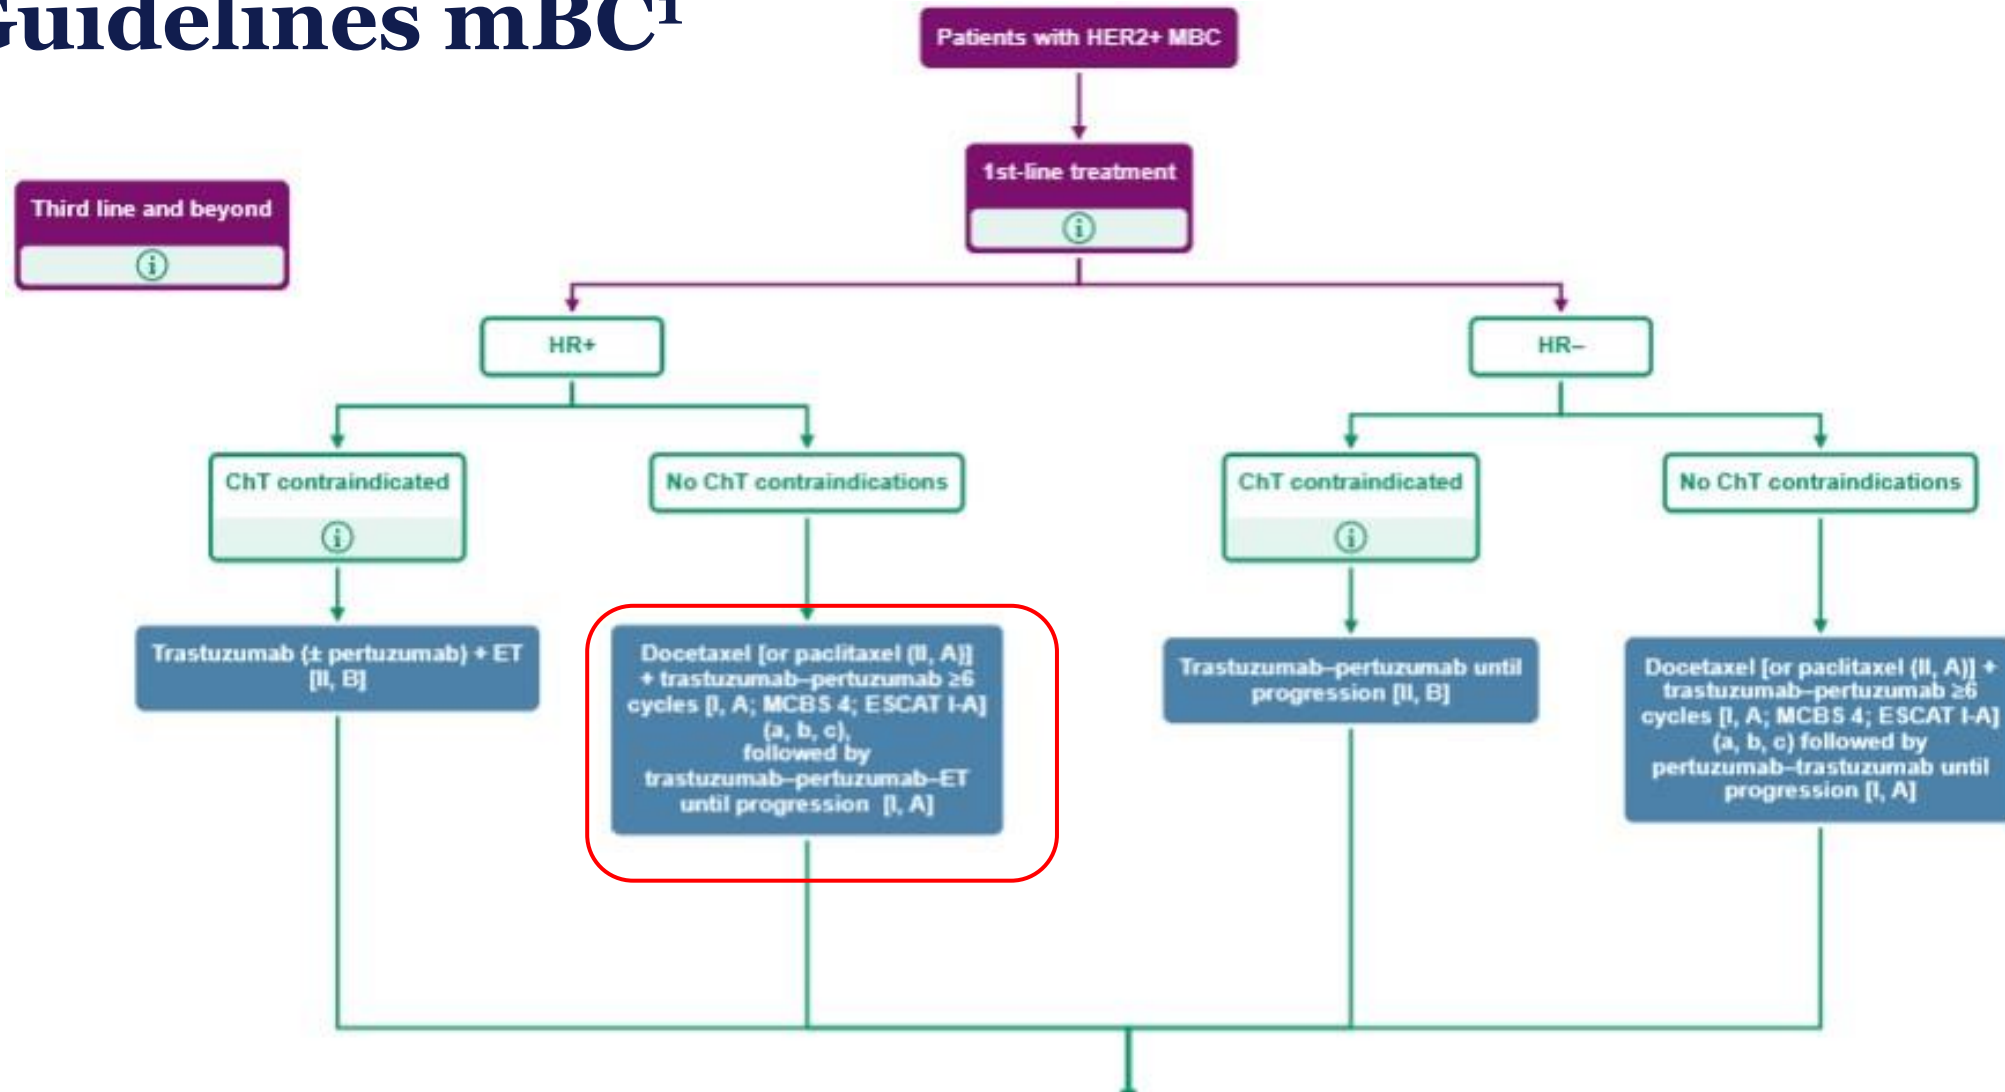 Guidelines mBC¹
Patients with HER2+ MBC
1st-line treatment
i
Third line and beyond
i
HR+
HR–
ChT contraindicated
i
No ChT contraindications
ChT contraindicated
i
No ChT contraindications
Trastuzumab (± pertuzumab) + ET
[II, B]
Docetaxel [or paclitaxel (II, A)]
+ trastuzumab–pertuzumab ≥6
cycles [I, A; MCBS 4; ESCAT I-A]
(a, b, c),
followed by
trastuzumab–pertuzumab–ET
until progression [I, A]
Trastuzumab–pertuzumab until
progression [II, B]
Docetaxel [or paclitaxel (II, A)] +
trastuzumab–pertuzumab ≥6
cycles [I, A; MCBS 4; ESCAT I-A]
(a, b, c) followed by
pertuzumab–trastuzumab until
progression [I, A]